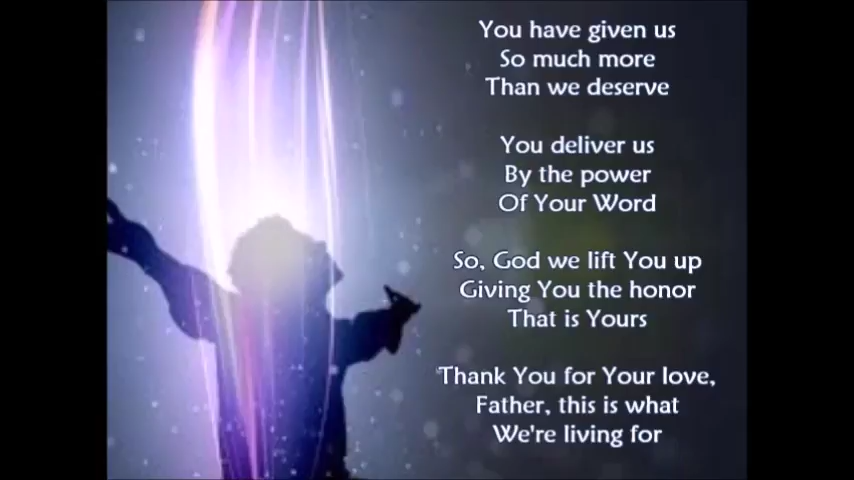 You have given us
So much more
Than we deserve
You deliver us
By the power
Of Your Word
So, God we lift You up
Giving You the honor
That is Yours
Thank You for Your love,
Father, this is what
We're living for